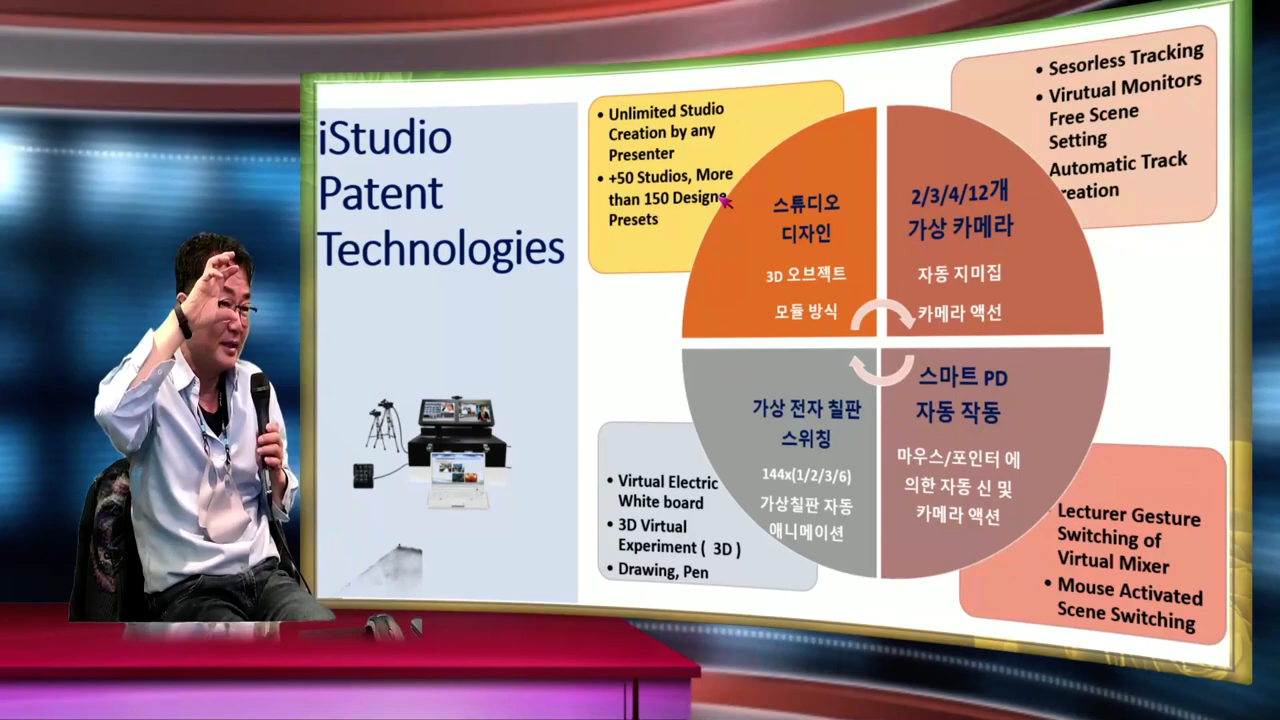 iStudio
Patent
Technologies
• Unlimited Studio
Creation by any
Presenter
• +50 Studios, More
than 150 Designe
Presets
• Sesorless Tracking
• Virutual Monitors
Free Scene
Setting
Automatic Track
reation
스튜디오
디자인
3D 오브젝트
모듈 방식
2/3/4/12개
가상 카메라
자동 지미집
카메라 액선
가상 전자 칠판
스위칭
144x(1/2/3/6)
가상칠판 자동
애니메이션
스마트 PD
자동 작동
마우스/포인터 에
의한 자동 신 및
카메라 액션
• Virtual Electric
White board
• 3D Virtual
Experiment ( 3D )
• Drawing, Pen
• Lecturer Gesture
Switching of
Virtual Mixer
• Mouse Activated
Scene Switching